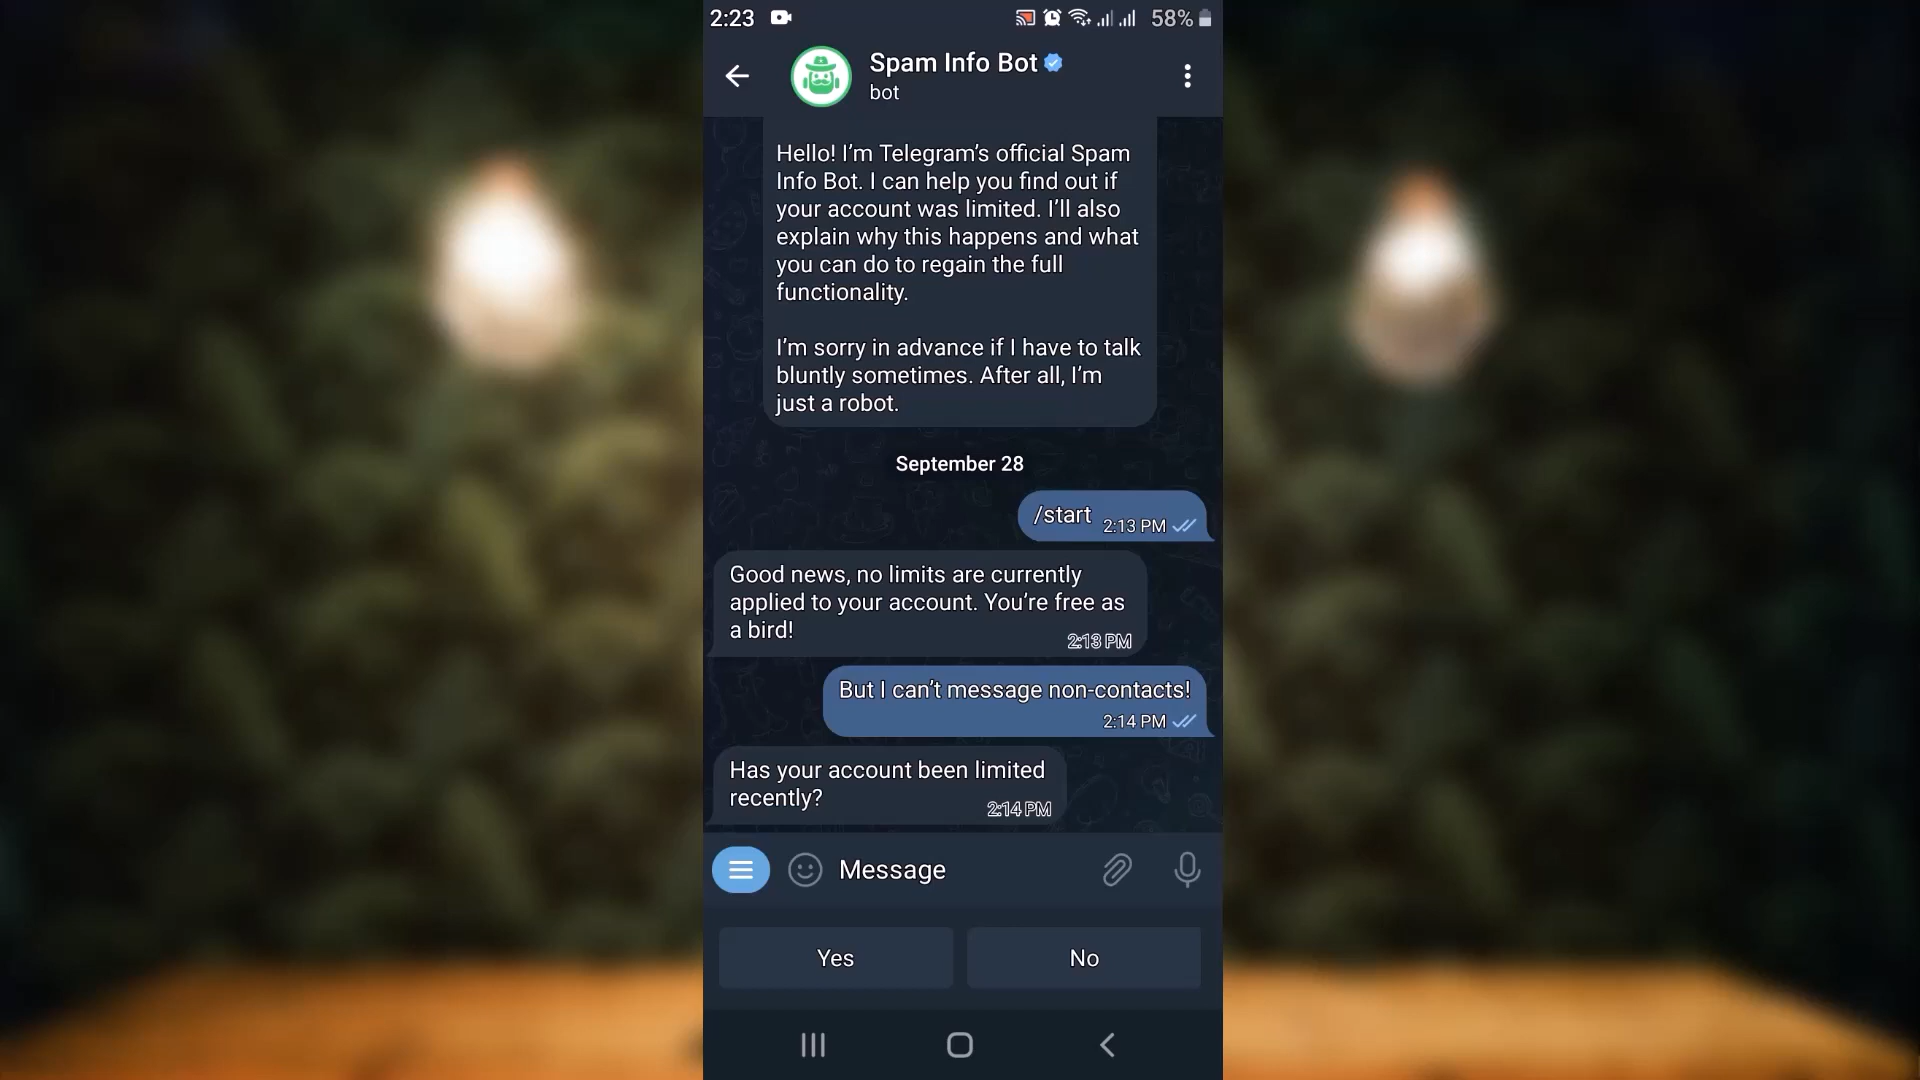 2:23
58%
Spam Info Bot
bot
Hello! I'm Telegram's official Spam
Info Bot. I can help you find out if
your account was limited. I'll also
explain why this happens and what
you can do to regain the full
functionality.
I'm sorry in advance if I have to talk
bluntly sometimes. After all, I'm
just a robot.
September 28
/start 2:13 PM
Good news, no limits are currently
applied to your account. You're free as
a bird!
2:13 PM
But I can't message non-contacts!
2:14 PM
Has your account been limited
recently?
2:14 PM
Message
Yes
No